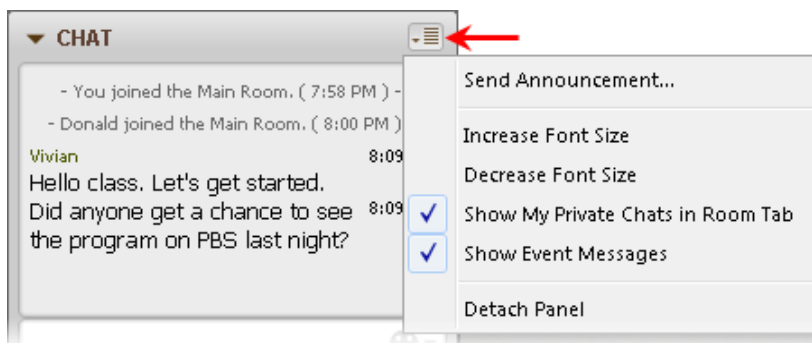 CHAT
- You joined the Main Room. ( 7:58 PM ) -
- Donald joined the Main Room. ( 8:00 PM )
Vivian 8:09
Hello class. Let's get started.
Did anyone get a chance to see 8:09
the program on PBS last night?
Send Announcement...
Increase Font Size
Decrease Font Size
Show My Private Chats in Room Tab
Show Event Messages
Detach Panel